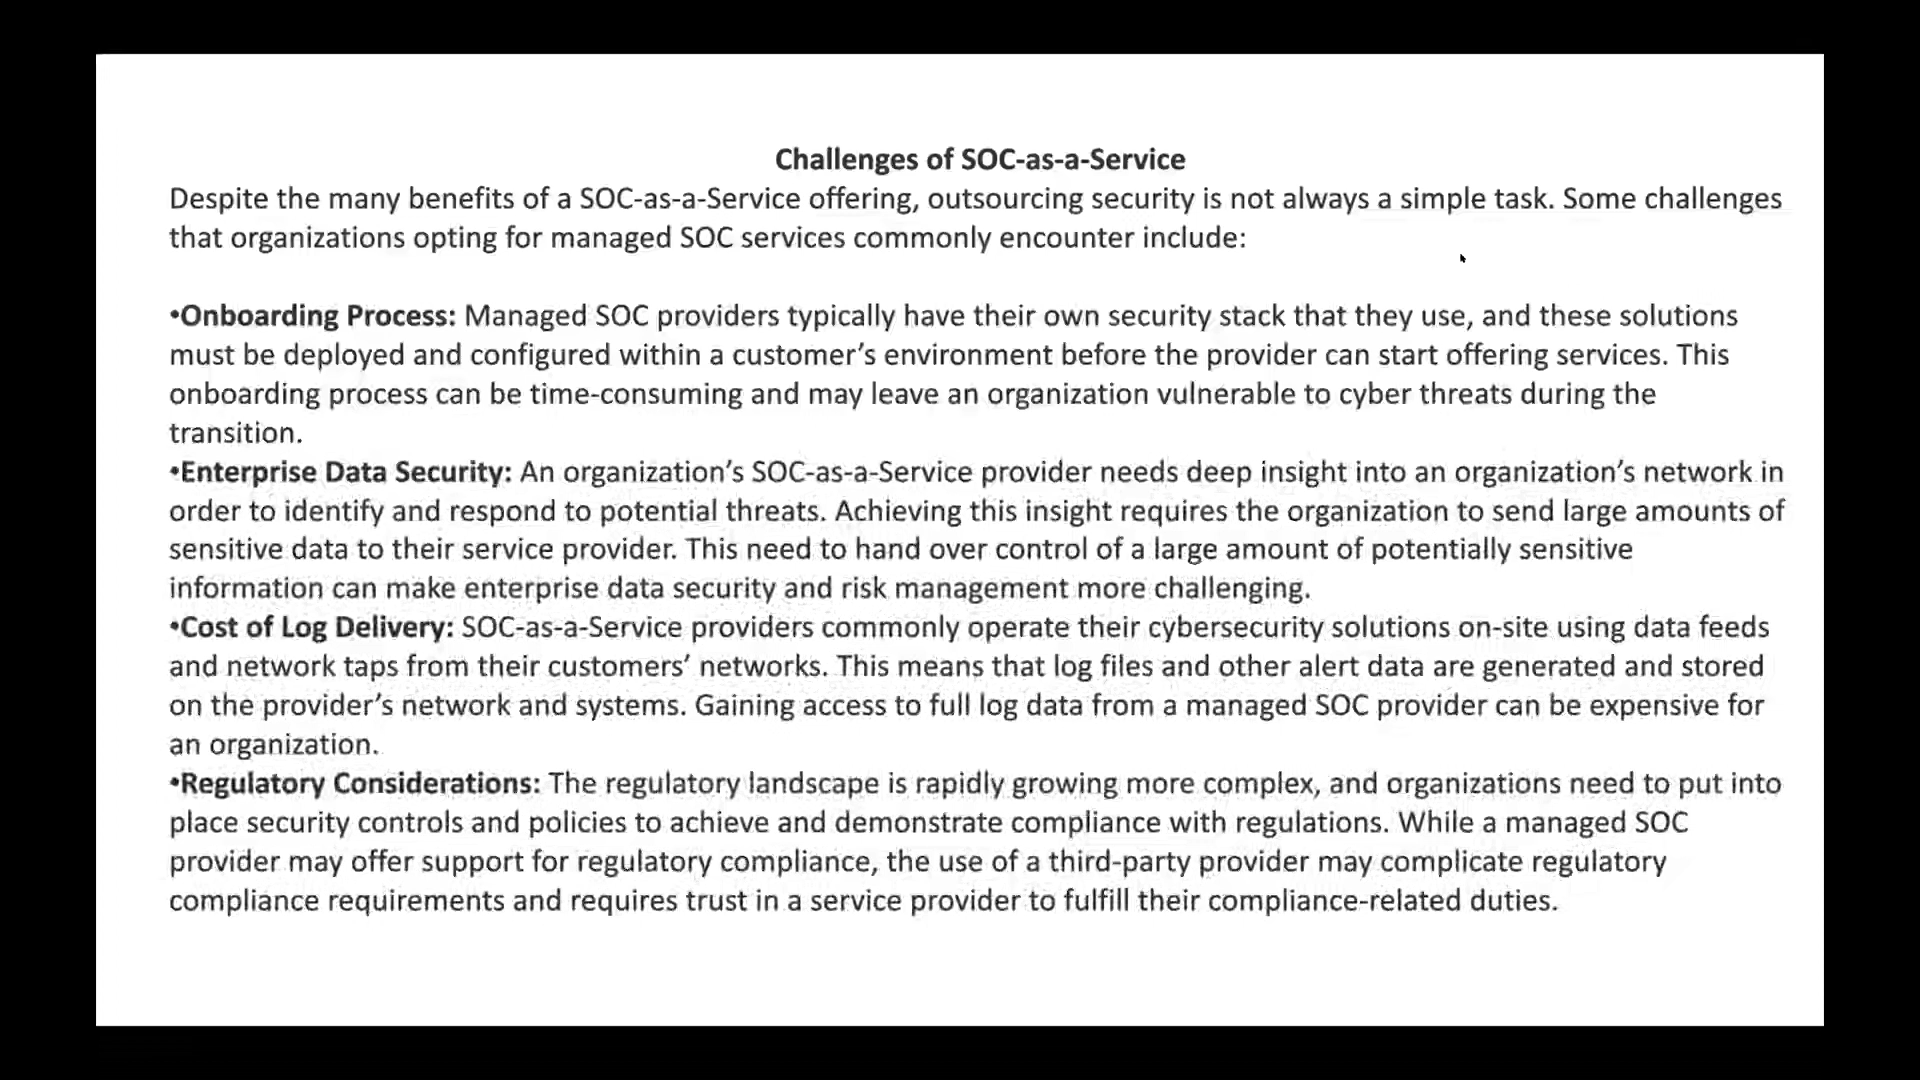 Challenges of SOC-as-a-Service
Despite the many benefits of a SOC-as-a-Service offering, outsourcing security is not always a simple task. Some challenges
that organizations opting for managed SOC services commonly encounter include:
•Onboarding Process: Managed SOC providers typically have their own security stack that they use, and these solutions
must be deployed and configured within a customer’s environment before the provider can start offering services. This
onboarding process can be time-consuming and may leave an organization vulnerable to cyber threats during the
transition.
•Enterprise Data Security: An organization’s SOC-as-a-Service provider needs deep insight into an organization’s network in
order to identify and respond to potential threats. Achieving this insight requires the organization to send large amounts of
sensitive data to their service provider. This need to hand over control of a large amount of potentially sensitive
information can make enterprise data security and risk management more challenging.
•Cost of Log Delivery: SOC-as-a-Service providers commonly operate their cybersecurity solutions on-site using data feeds
and network taps from their customers’ networks. This means that log files and other alert data are generated and stored
on the provider’s network and systems. Gaining access to full log data from a managed SOC provider can be expensive for
an organization.
•Regulatory Considerations: The regulatory landscape is rapidly growing more complex, and organizations need to put into
place security controls and policies to achieve and demonstrate compliance with regulations. While a managed SOC
provider may offer support for regulatory compliance, the use of a third-party provider may complicate regulatory
compliance requirements and requires trust in a service provider to fulfill their compliance-related duties.